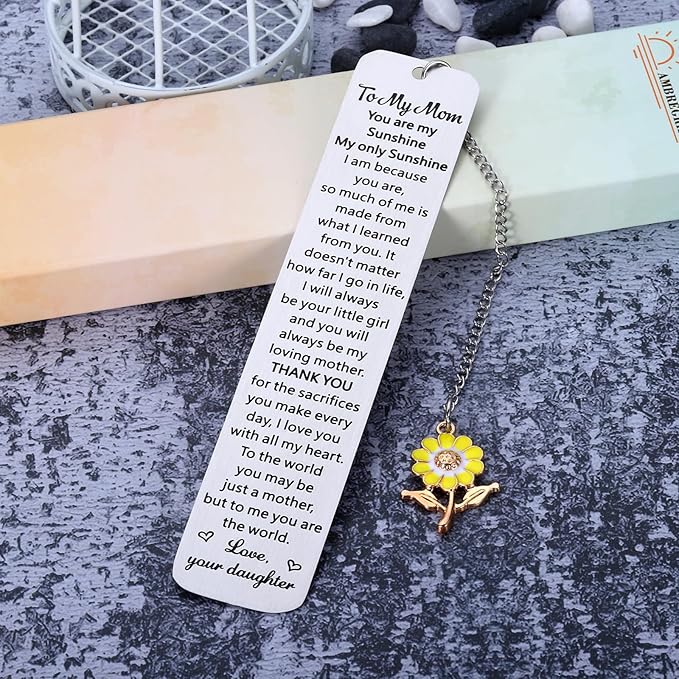 To My Mom
You are my
Sunshine
My only Sunshine
I am because
you are,
so much of me is
made from
what I learned
from you. It
doesn't matter
how far I go in life,
I will always
be your little girl
and you will
always be my
loving mother.
THANK YOU
for the sacrifices
you make every
day, I love you
with all my heart.
To the world
you may be
just a mother,
but to me you are
the world.
Love,
your daughter